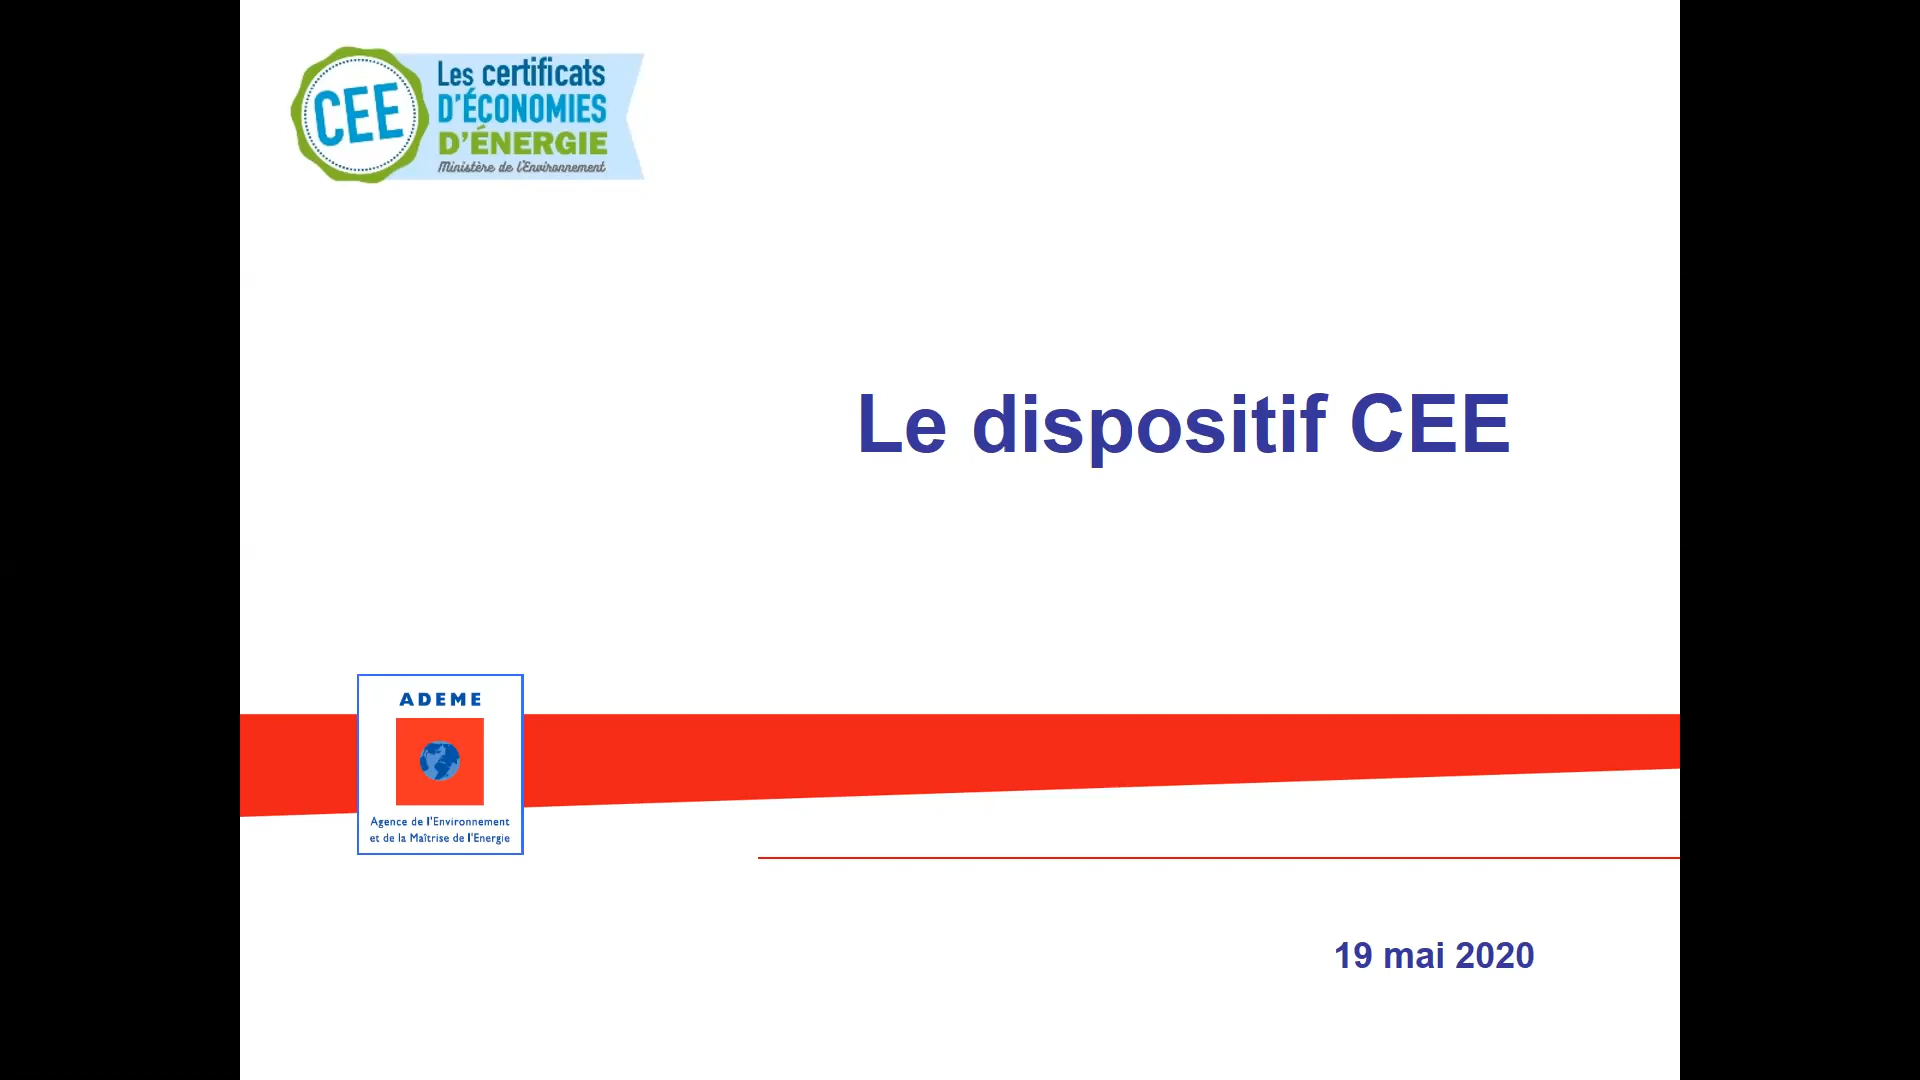 CEE
Les certificats
D'ÉCONOMIES
D'ÉNERGIE
Ministère de l'Environnement
Le dispositif CEE
ADEME
Agence de l'Environnement
et de la Maîtrise de l'Energie
19 mai 2020